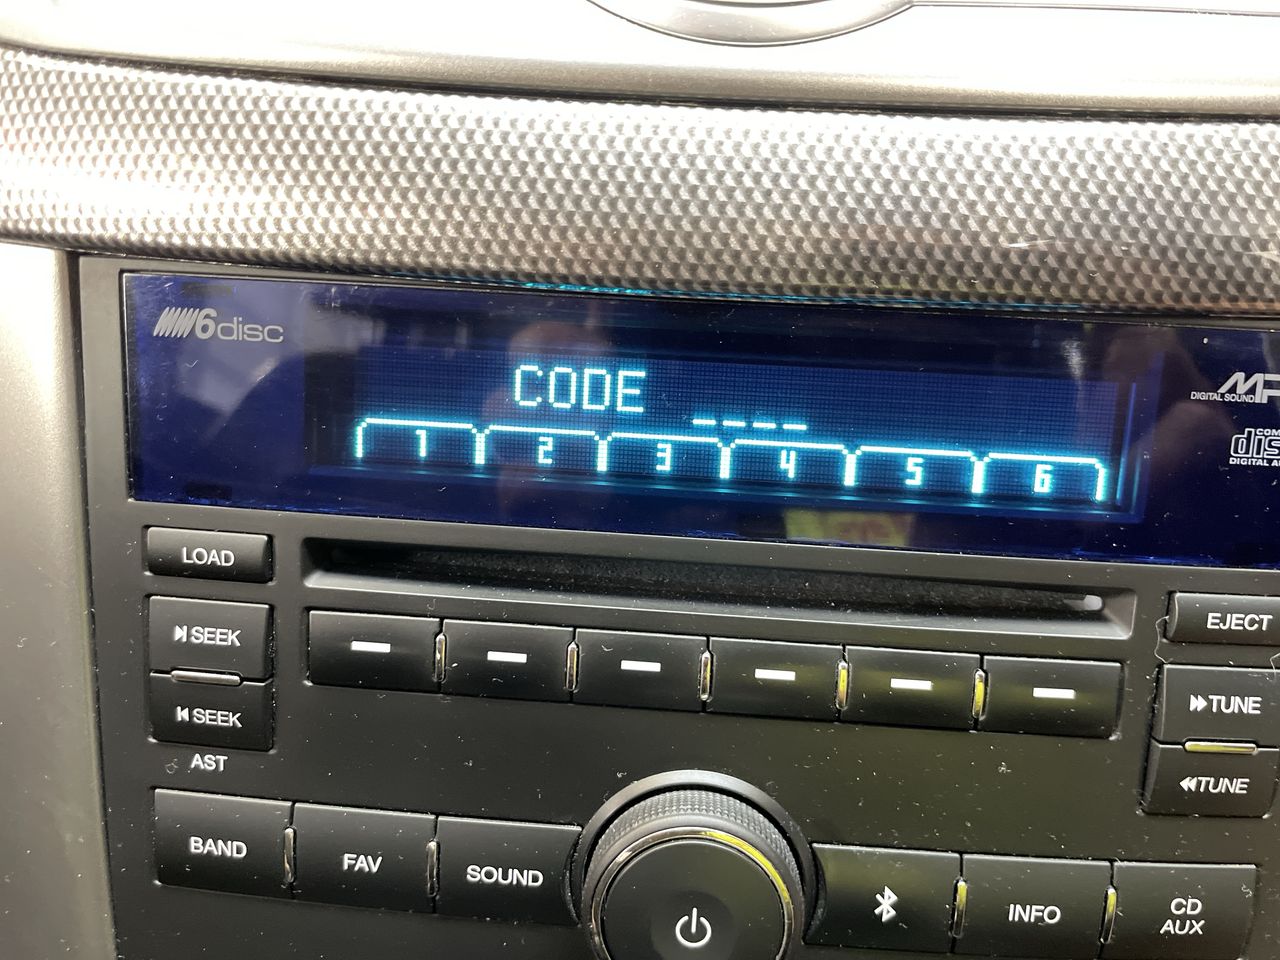 6disc
CODE _ _ _ _
1 2 3 4 5 6
DIGITAL SOUND
DIGITAL
LOAD
EJECT
SEEK
TUNE
SEEK
TUNE
AST
BAND
FAV
SOUND
INFO
CD
AUX